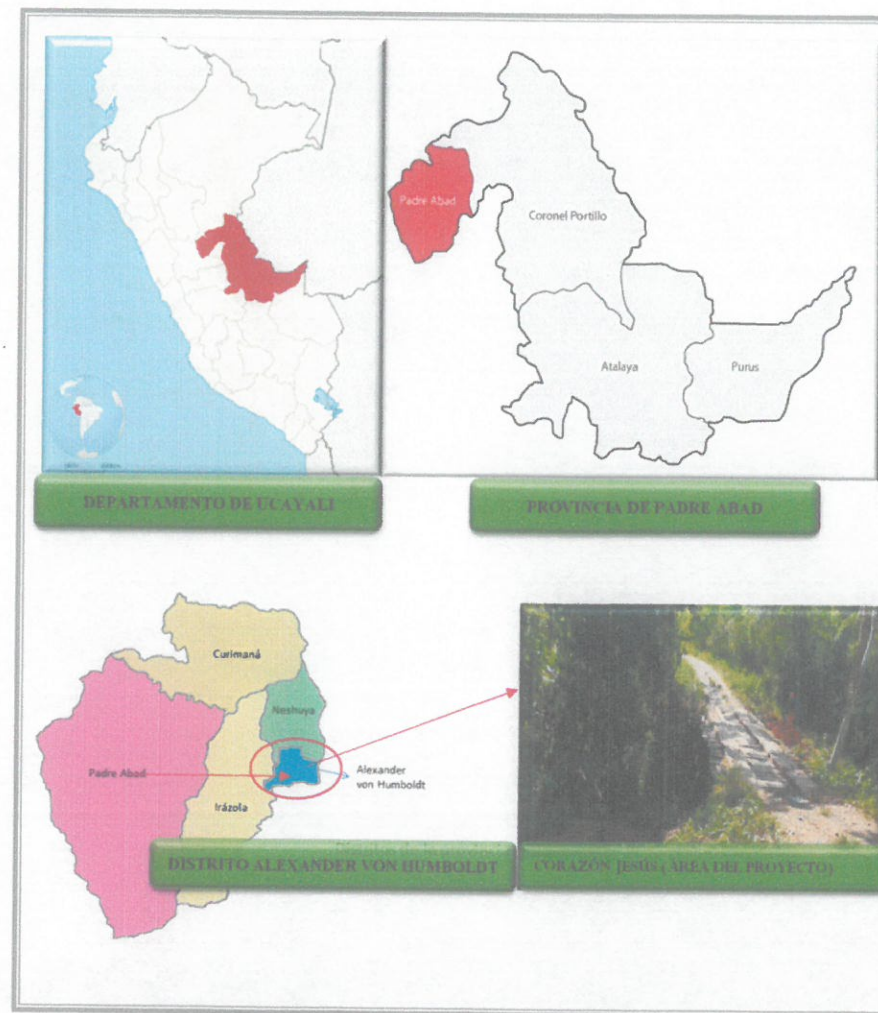 Padre Abad
Coronel Portillo
Atalaya
Purus
DEPARTAMENTO DE UCAYALI
PROVINCIA DE PADRE ABAD
Curimaná
Neshuya
Padre Abad
Alexander
von Humboldt
Irázola
DISTRITO ALEXANDER VON HUMBOLDT
CORAZÓN JESÚS ( ÁREA DEL PROYECTO)